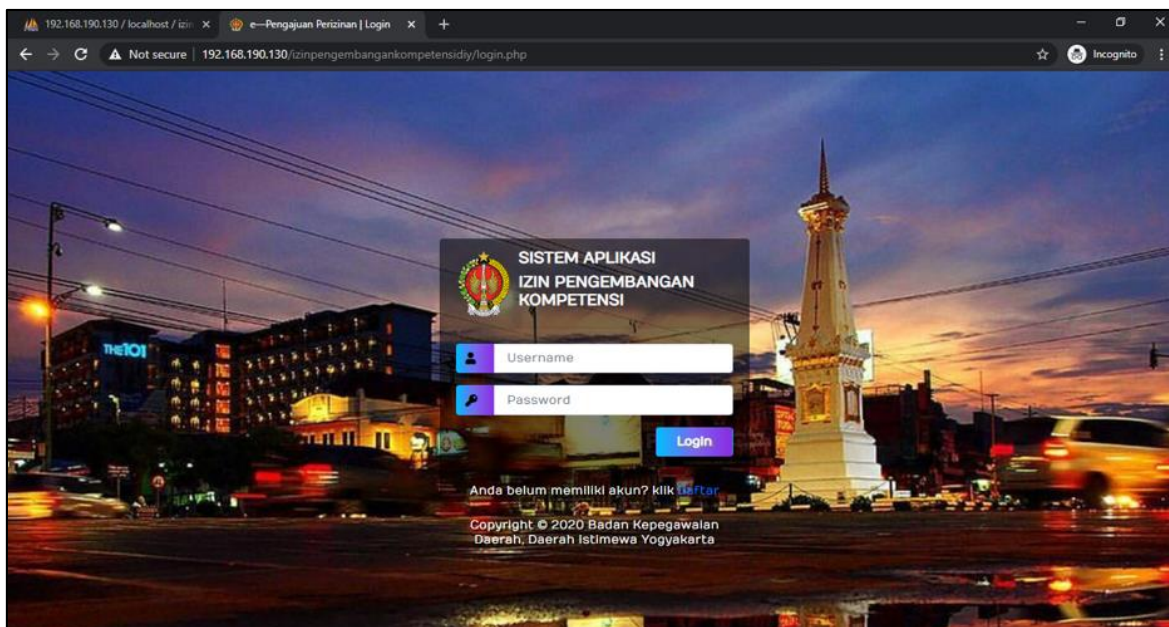 192.168.190.130 / localhost / izin
e—Pengajuan Perizinan | Login
Not secure
192.168.190.130/izinpengembangankompetensidiy/login.php
Incognito
SISTEM APLIKASI
IZIN PENGEMBANGAN
KOMPETENSI
THE101
Username
Password
Login
Anda belum memiliki akun? klik Daftar
Copyright © 2020 Badan Kepegawaian
Daerah, Daerah Istimewa Yogyakarta